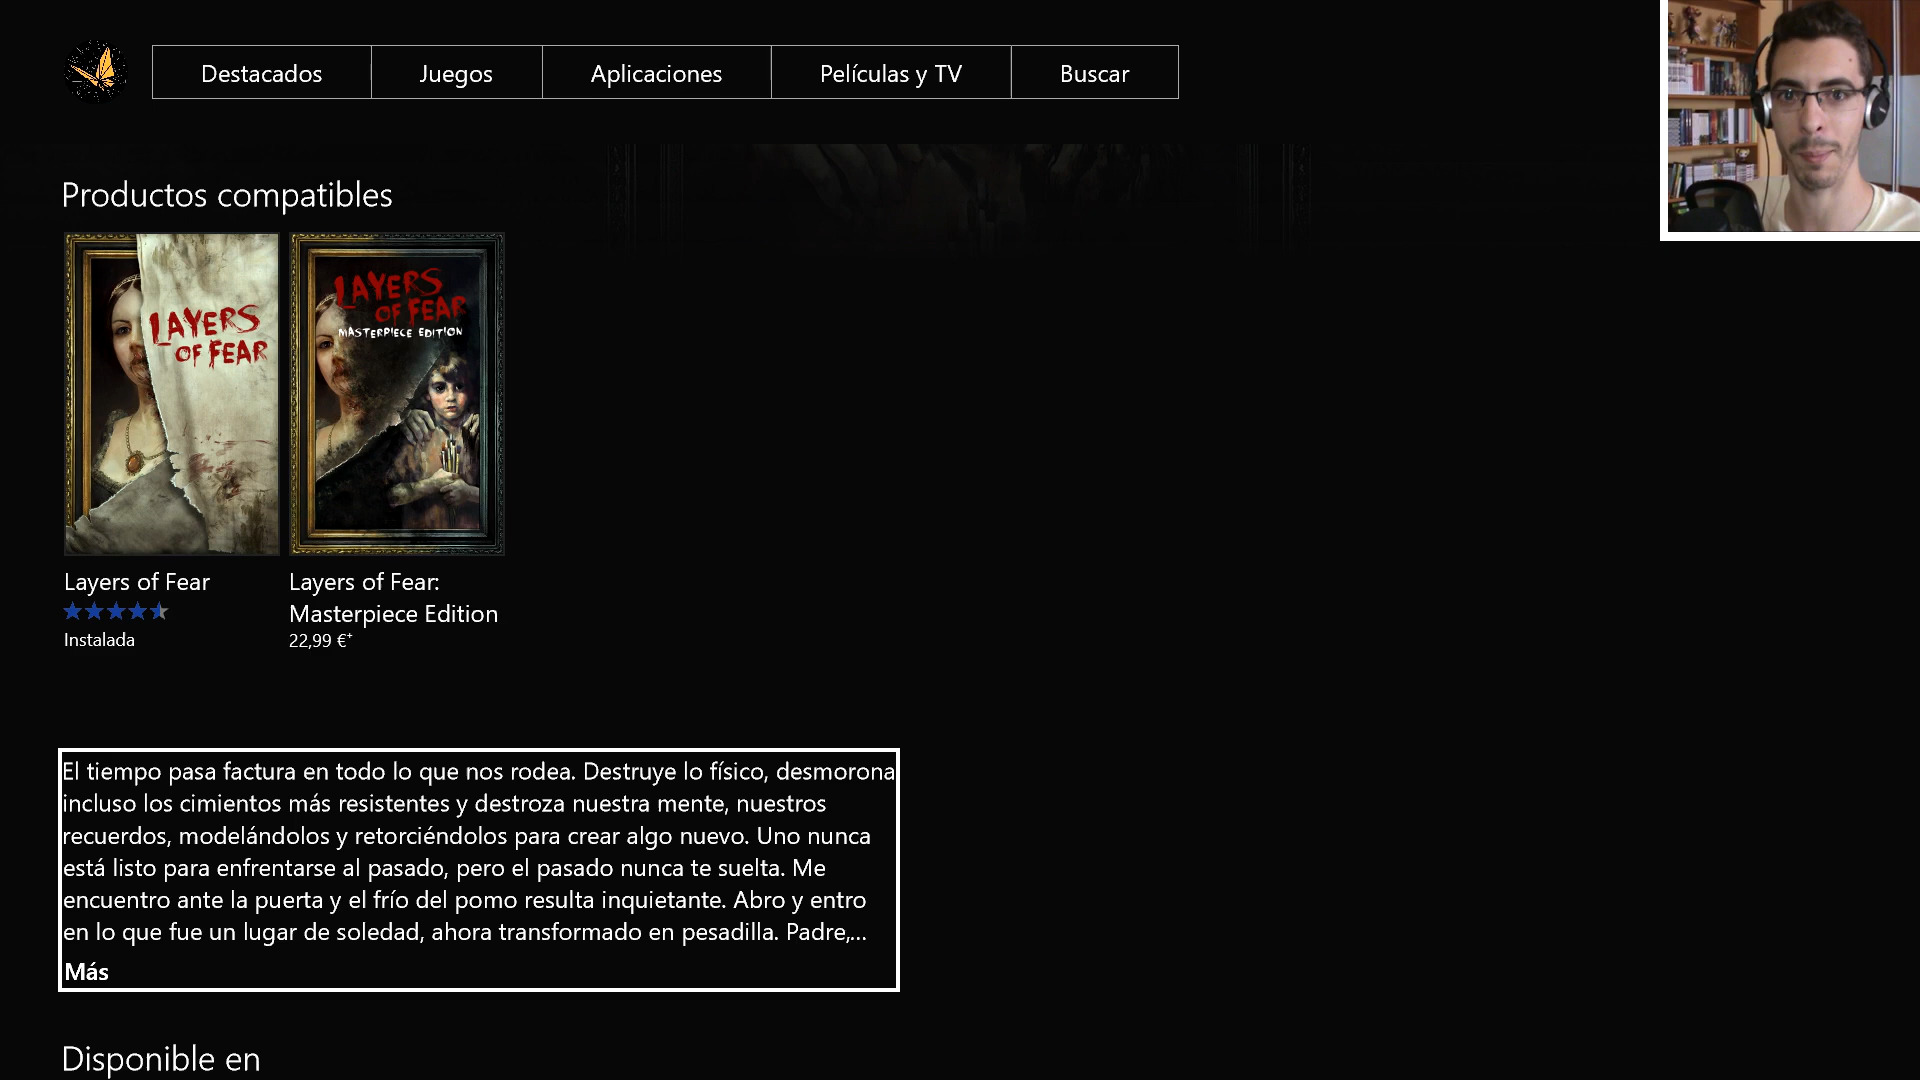 Destacados
Juegos
Aplicaciones
Películas y TV
Buscar
Productos compatibles
LAYERS
OF FEAR
LAYERS
OF FEAR
MASTERPIECE EDITION
Layers of Fear
Instalada
Layers of Fear:
Masterpiece Edition
22,99 €+
El tiempo pasa factura en todo lo que nos rodea. Destruye lo físico, desmorona
incluso los cimientos más resistentes y destroza nuestra mente, nuestros
recuerdos, modelándolos y retorciéndolos para crear algo nuevo. Uno nunca
está listo para enfrentarse al pasado, pero el pasado nunca te suelta. Me
encuentro ante la puerta y el frío del pomo resulta inquietante. Abro y entro
en lo que fue un lugar de soledad, ahora transformado en pesadilla. Padre,...
Más
Disponible en